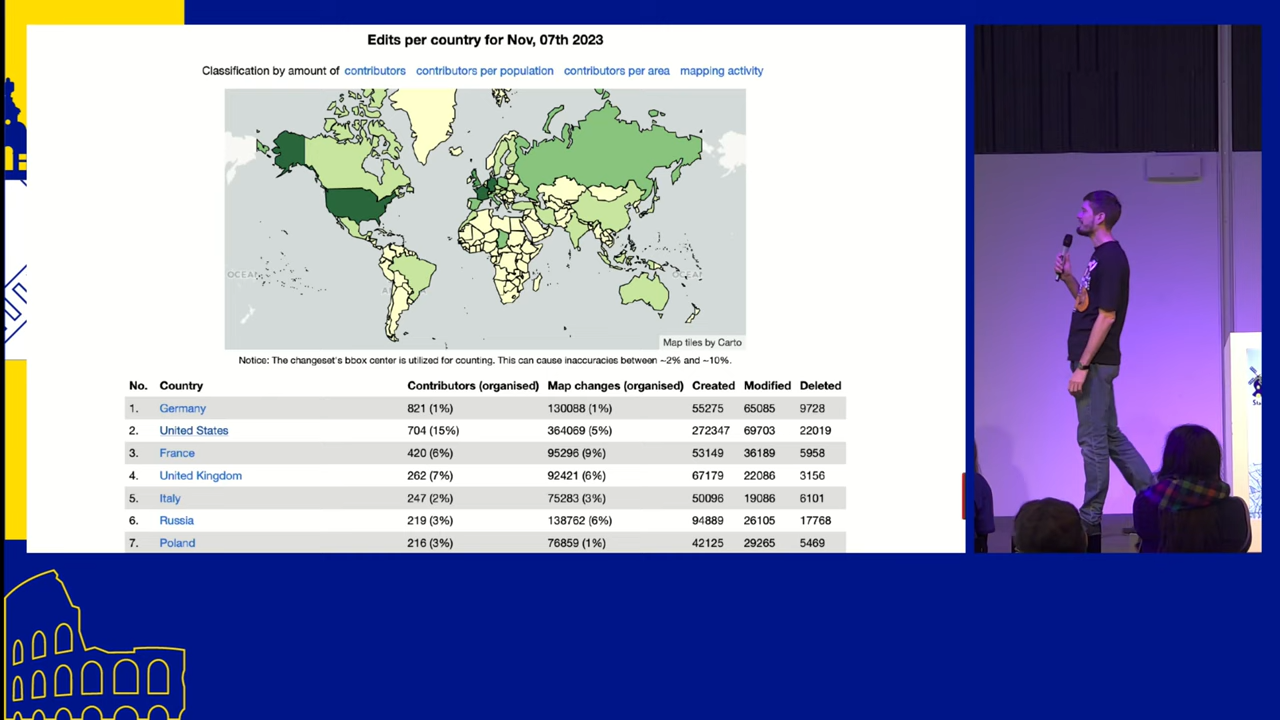 Edits per country for Nov, 07th 2023
Classification by amount of contributors contributors per population contributors per area mapping activity
OCEAN
OCEAN
Map tiles by Carto
Notice: The changeset's bbox center is utilized for counting. This can cause inaccuracies between ~2% and ~10%.
No. Country Contributors (organised) Map changes (organised) Created Modified Deleted
1. Germany 821 (1%) 130088 (1%) 55275 65085 9728
2. United States 704 (15%) 364069 (5%) 272347 69703 22019
3. France 420 (6%) 95296 (9%) 53149 36189 5958
4. United Kingdom 262 (7%) 92421 (6%) 67179 22086 3156
5. Italy 247 (2%) 75283 (3%) 50096 19086 6101
6. Russia 219 (3%) 138762 (6%) 94889 26105 17768
7. Poland 216 (3%) 76859 (1%) 42125 29265 5469